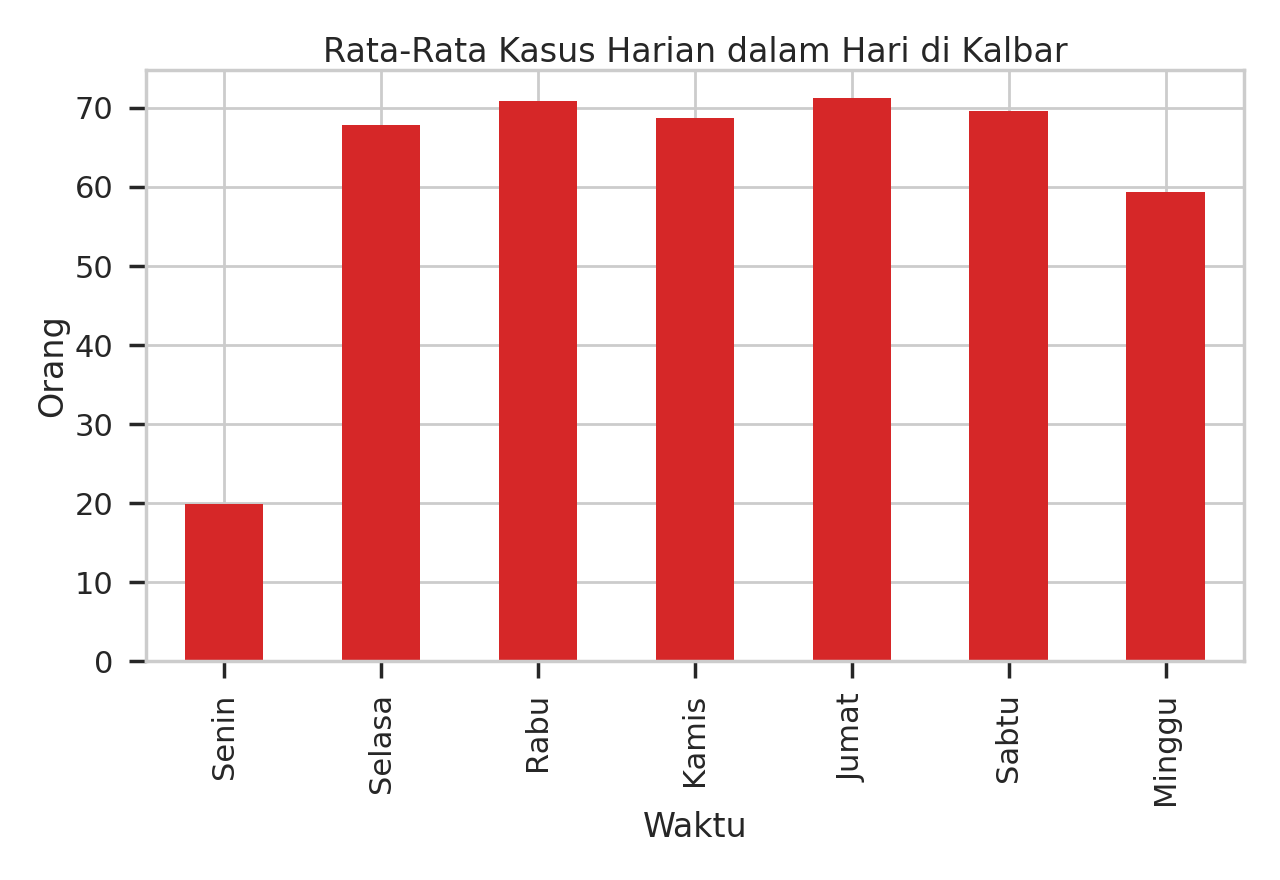 Rata-Rata Kasus Harian dalam Hari di Kalbar
Orang
70
60
50
40
30
20
10
0
Senin
Selasa
Rabu
Kamis
Jumat
Sabtu
Minggu
Waktu